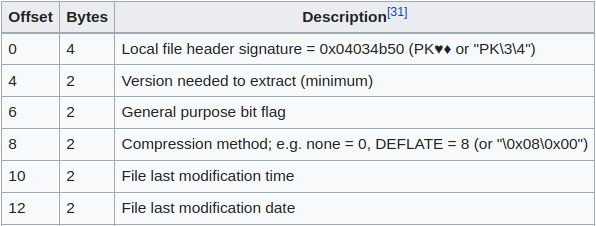 Offset Bytes Description[31]
0 4 Local file header signature = 0x04034b50 (PK♥♦ or "PK\3\4")
4 2 Version needed to extract (minimum)
6 2 General purpose bit flag
8 2 Compression method; e.g. none = 0, DEFLATE = 8 (or "\0x08\0x00")
10 2 File last modification time
12 2 File last modification date